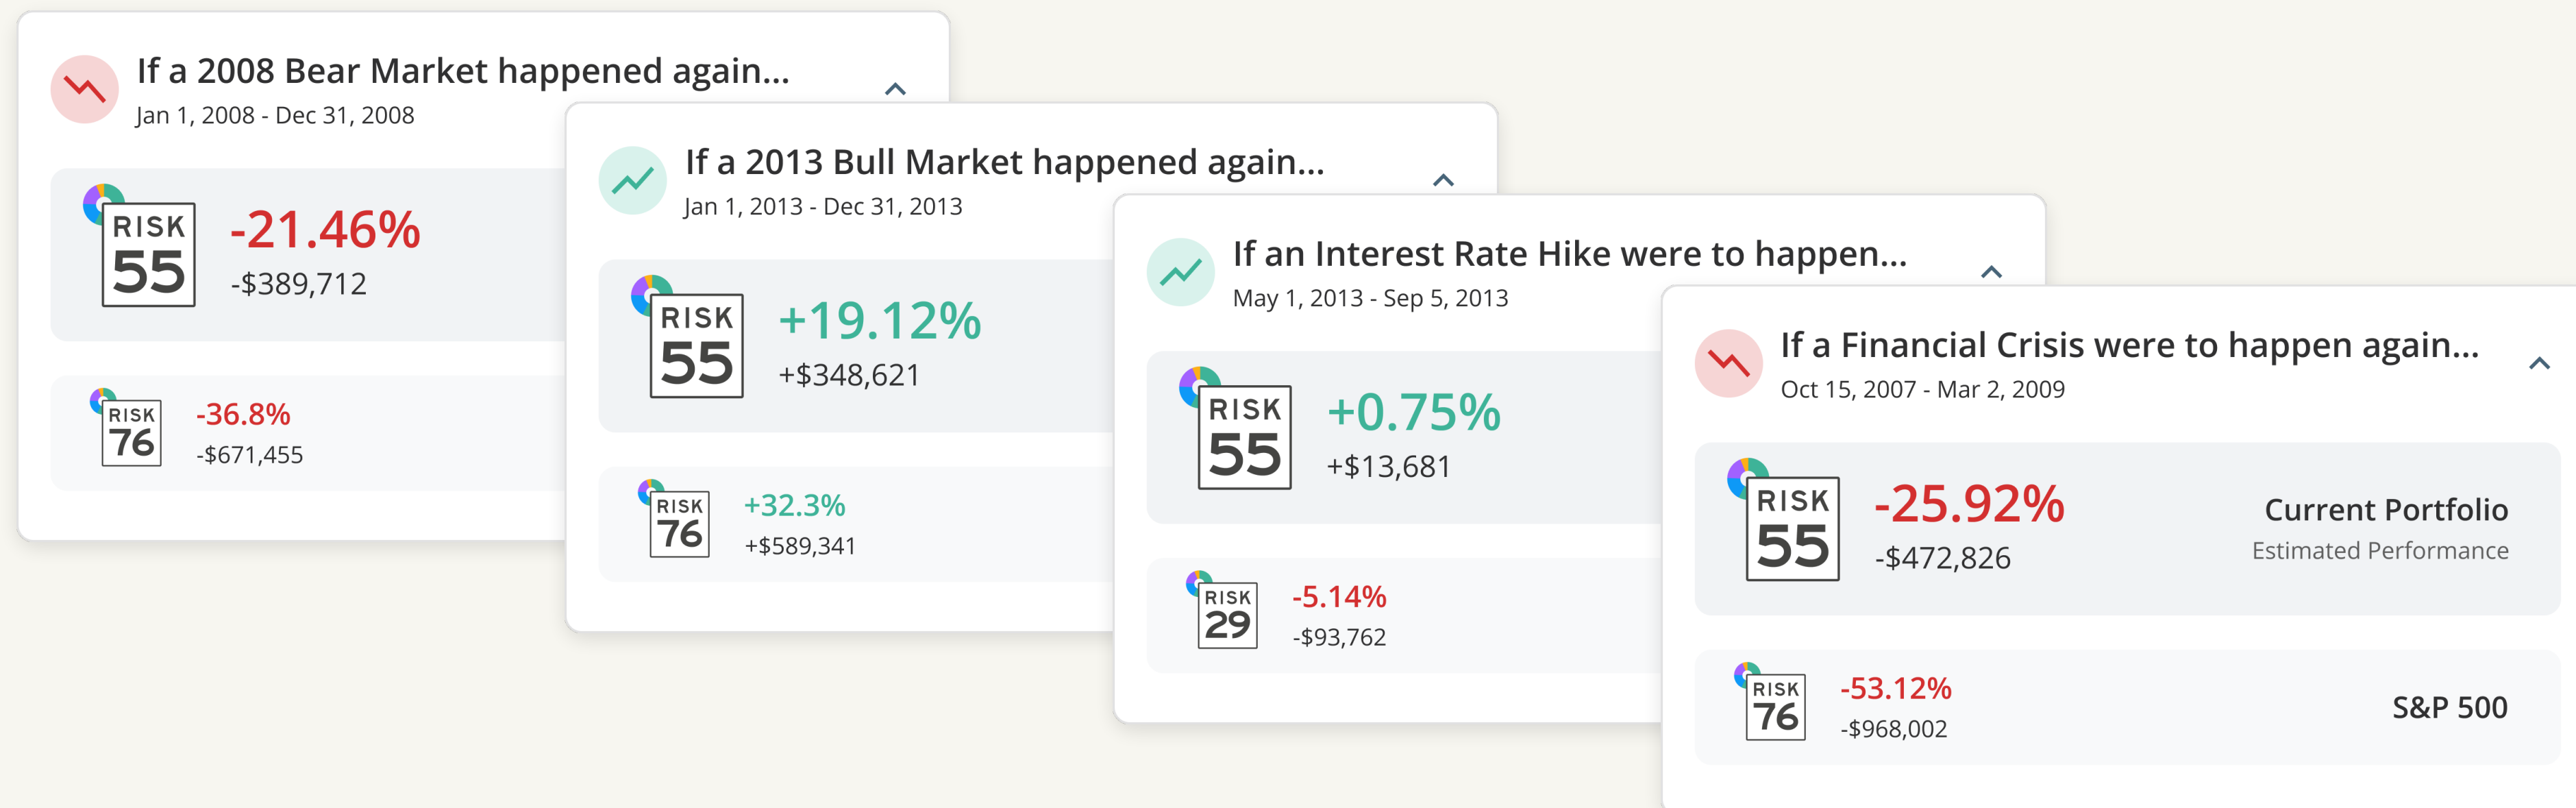 If a 2008 Bear Market happened again...
Jan 1, 2008 - Dec 31, 2008
RISK
55
-21.46%
-$389,712
RISK
76
-36.8%
-$671,455
If a 2013 Bull Market happened again...
Jan 1, 2013 - Dec 31, 2013
RISK
55
+19.12%
+$348,621
RISK
76
+32.3%
+$589,341
If an Interest Rate Hike were to happen...
May 1, 2013 - Sep 5, 2013
RISK
55
+0.75%
+$13,681
RISK
29
-5.14%
-$93,762
If a Financial Crisis were to happen again...
Oct 15, 2007 - Mar 2, 2009
RISK
55
-25.92%
-$472,826
Current Portfolio
Estimated Performance
RISK
76
-53.12%
-$968,002
S&P 500